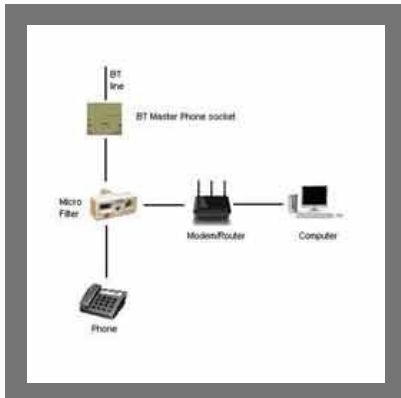 BT
line
BT Master Phone socket
Micro
Filter
Modem/Router
Computer
Phone